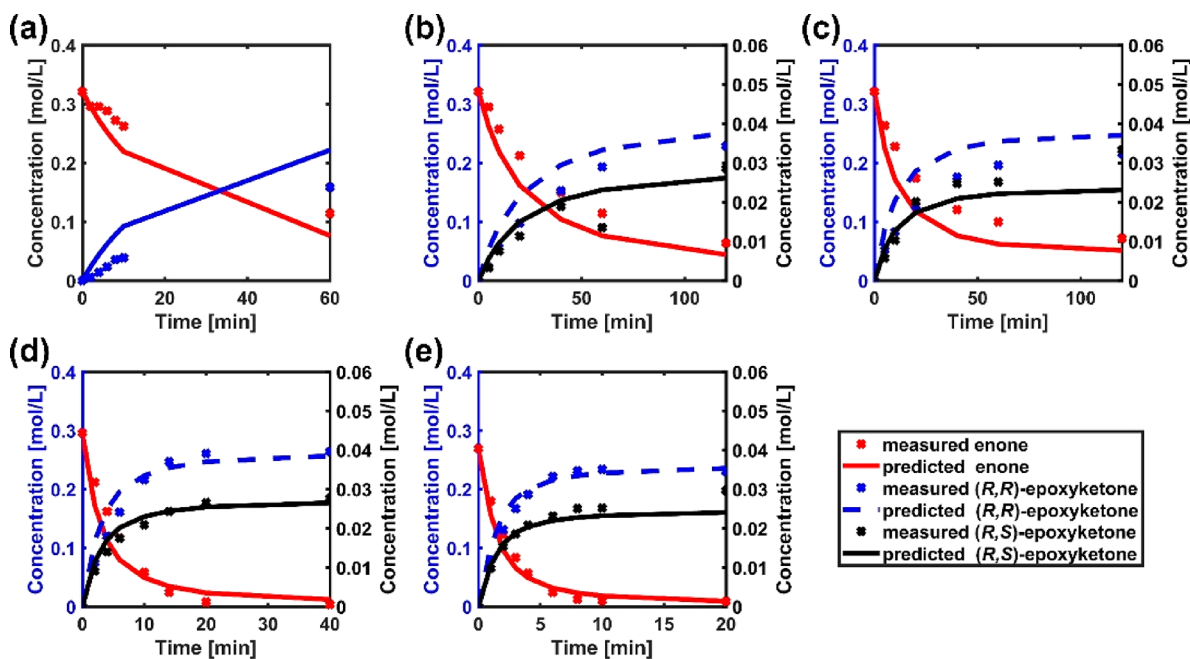 (a)
0.4
0.3
0.2
0.1
0
Concentration [mol/L]
0
20
40
60
Time [min]
(b)
0.4
0.3
0.2
0.1
0
Concentration [mol/L]
0
50
100
Time [min]
0.06
0.05
0.04
0.03
0.02
0.01
0
Concentration [mol/L]
(c)
0.4
0.3
0.2
0.1
0
Concentration [mol/L]
0
50
100
Time [min]
0.06
0.05
0.04
0.03
0.02
0.01
0
Concentration [mol/L]
(d)
0.4
0.3
0.2
0.1
0
Concentration [mol/L]
0
10
20
30
40
Time [min]
0.06
0.05
0.04
0.03
0.02
0.01
0
Concentration [mol/L]
(e)
0.4
0.3
0.2
0.1
0
Concentration [mol/L]
0
5
10
15
20
Time [min]
0.06
0.05
0.04
0.03
0.02
0.01
0
Concentration [mol/L]
measured enone
predicted enone
measured (R,R)-epoxyketone
predicted (R,R)-epoxyketone
measured (R,S)-epoxyketone
predicted (R,S)-epoxyketone